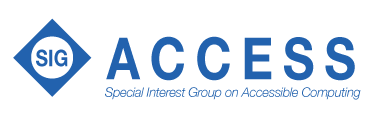 SIG
ACCESS
Special Interest Group on Accessible Computing